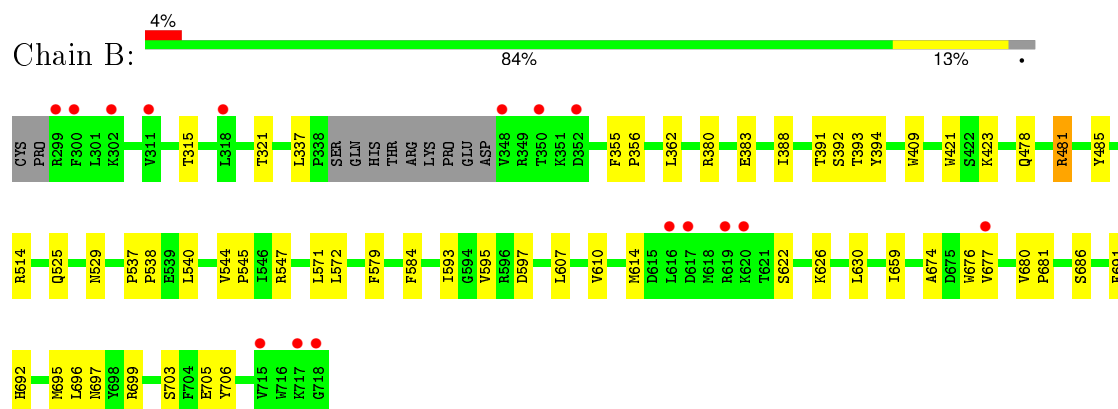 4%
Chain B:
84%
13%
CYS PRO R299 F300 L301 K302 V311 T315 L318 T321 L337 P338 SER GLN HIS THR ARG LYS PRO GLU ASP V348 R349 T350 K351 D352 F355 P356 L362 R380 E383 I388 T391 S392 T393 Y394 W409 W421 S422 K423 Q478 R481 Y485
R514 Q525 N529 P537 P538 E539 L540 V544 P545 I546 R547 L571 L572 F579 F584 I593 G594 V595 R596 D597 L607 V610 M614 D615 L616 D617 M618 R619 K620 T621 S622 K626 L630 I659 A674 D675 W676 V677 V680 P681 S686
H692 M695 L696 N697 Y698 R699 S703 F704 E705 Y706 V715 W716 K717 G718